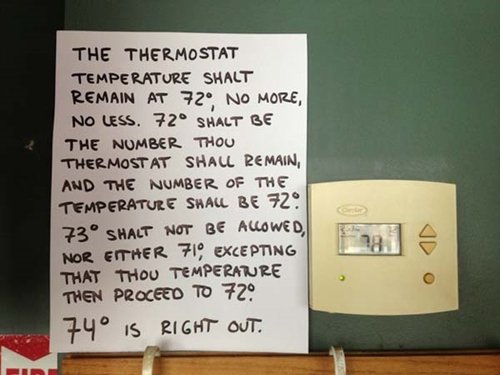 THE THERMOSTAT
TEMPERATURE SHALT
REMAIN AT 72°, NO MORE,
NO LESS. 72° SHALT BE
THE NUMBER THOU
THERMOSTAT SHALL REMAIN,
AND THE NUMBER OF THE
TEMPERATURE SHALL BE 72°.
73° SHALT NOT BE ALLOWED,
NOR EITHER 71°, EXCEPTING
THAT THOU TEMPERATURE
THEN PROCEED TO 72°.
74° IS RIGHT OUT.
Carrier